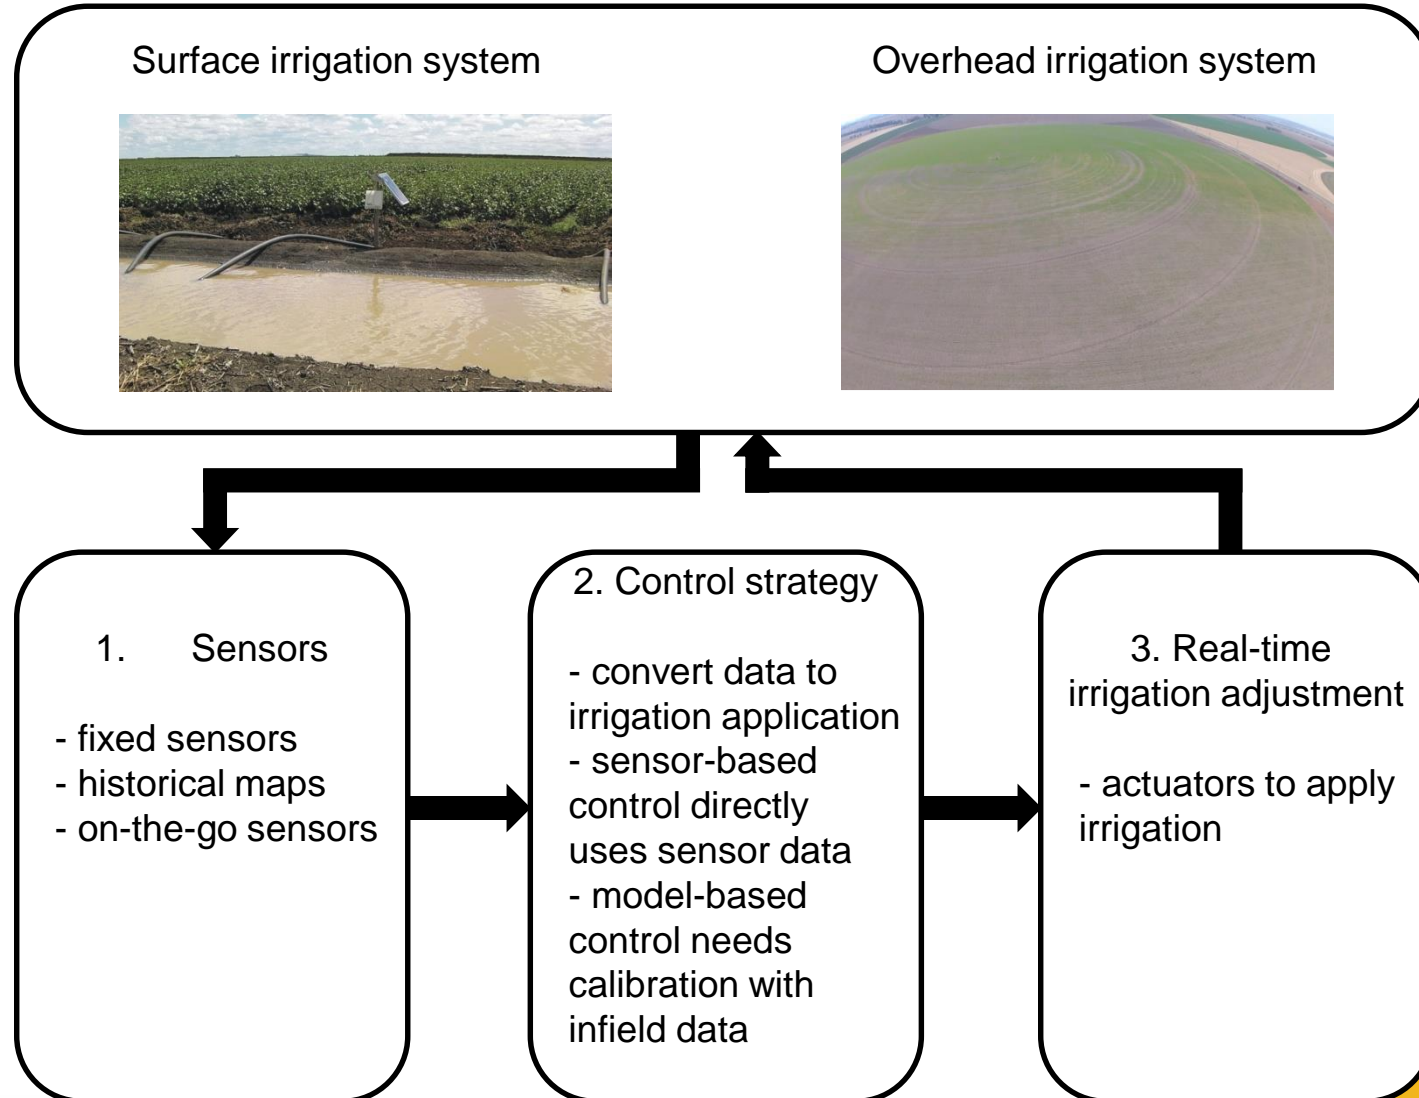 Surface irrigation system
Overhead irrigation system
1. Sensors
- fixed sensors
- historical maps
- on-the-go sensors
2. Control strategy
- convert data to
irrigation application
- sensor-based
control directly
uses sensor data
- model-based
control needs
calibration with
infield data
3. Real-time
irrigation adjustment
- actuators to apply
irrigation